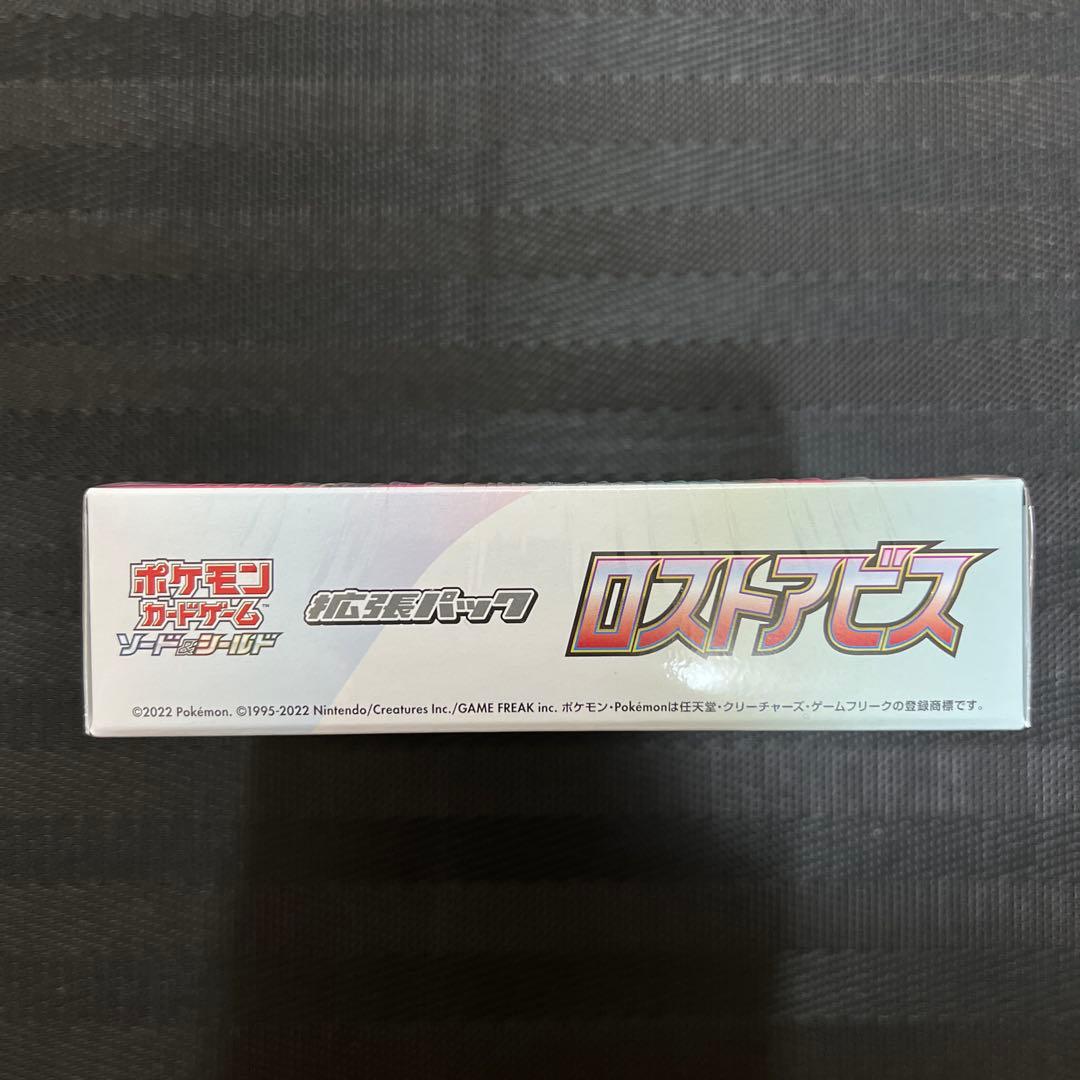 ポケモン
カードゲーム™
ソード&シールド
拡張パック
ロストアビス
©2022 Pokémon. ©1995-2022 Nintendo/Creatures Inc./GAME FREAK inc. ポケモン・Pokémonは任天堂・クリーチャーズ・ゲームフリークの登録商標です。